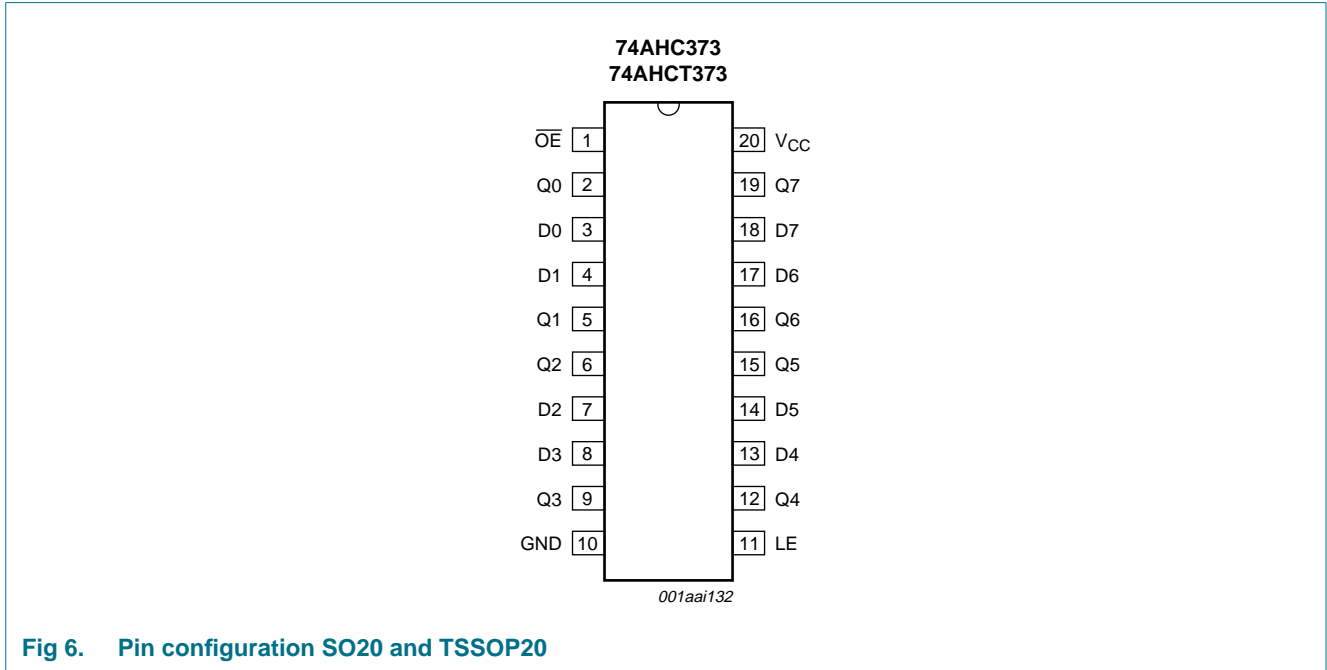 74AHC373
74AHCT373
OE 1 20 VCC
Q0 2 19 Q7
D0 3 18 D7
D1 4 17 D6
Q1 5 16 Q6
Q2 6 15 Q5
D2 7 14 D5
D3 8 13 D4
Q3 9 12 Q4
GND 10 11 LE
001aai132
Fig 6. Pin configuration SO20 and TSSOP20